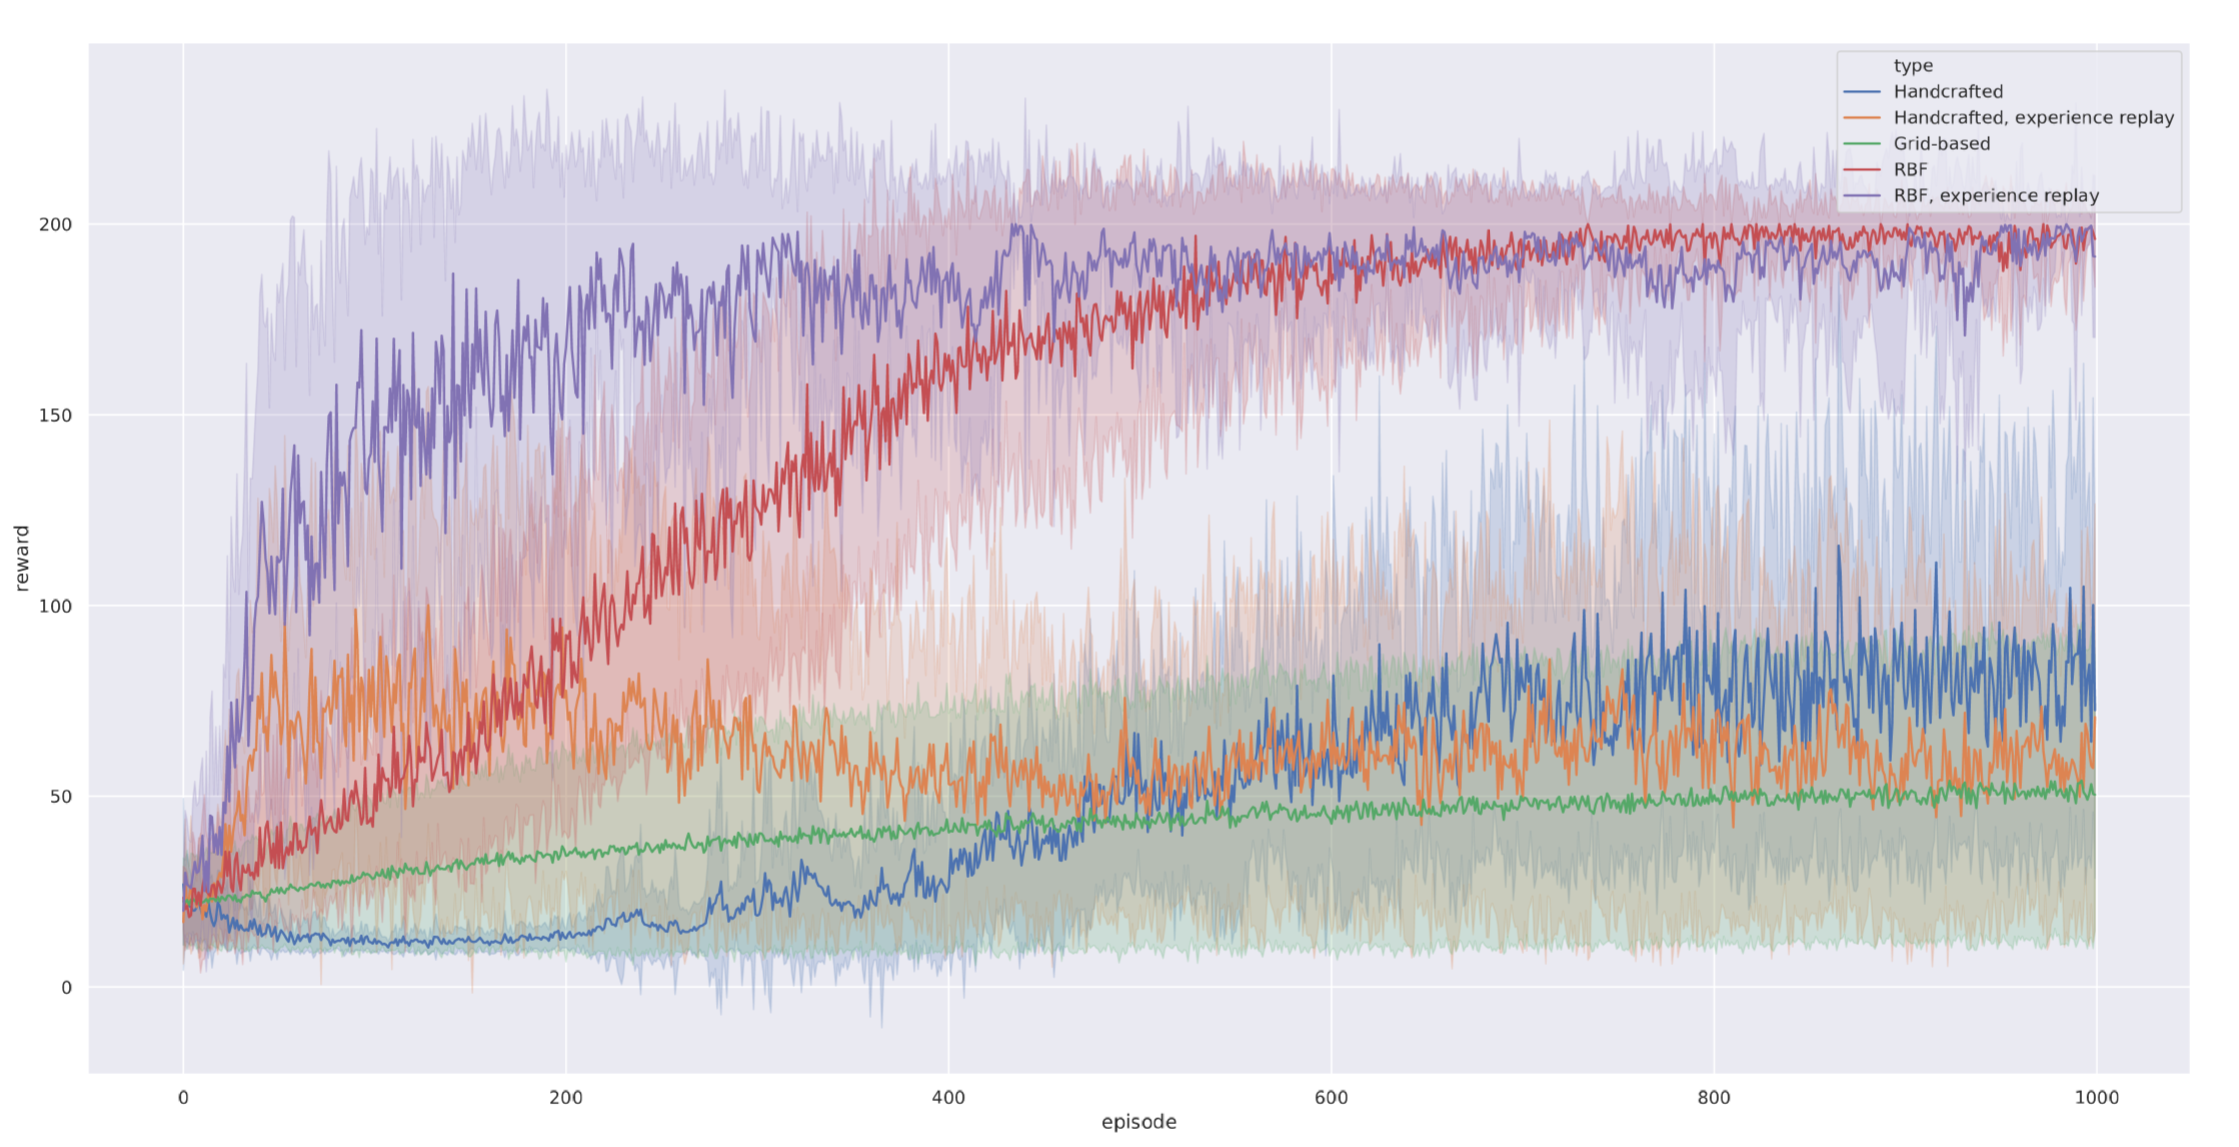 type
Handcrafted
Handcrafted, experience replay
Grid-based
RBF
RBF, experience replay
200
150
100
50
0
reward
0 200 400 600 800 1000
episode